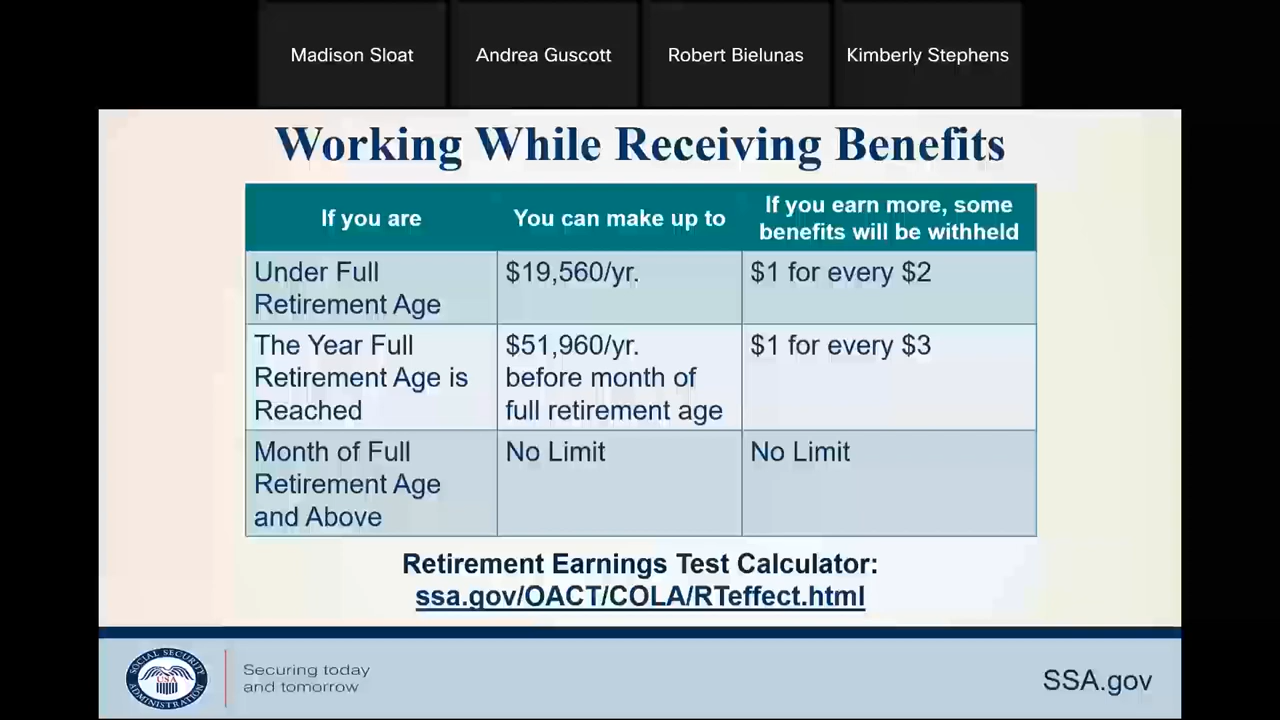 Madison Sloat
Andrea Guscott
Robert Bielunas
Kimberly Stephens
Working While Receiving Benefits
If you are
You can make up to
If you earn more, some
benefits will be withheld
Under Full
Retirement Age
$19,560/yr.
$1 for every $2
The Year Full
Retirement Age is
Reached
$51,960/yr.
before month of
full retirement age
$1 for every $3
Month of Full
Retirement Age
and Above
No Limit
No Limit
Retirement Earnings Test Calculator:
ssa.gov/OACT/COLA/RTeffect.html
SOCIAL SECURITY
USA
ADMINISTRATION
Securing today
and tomorrow
SSA.gov